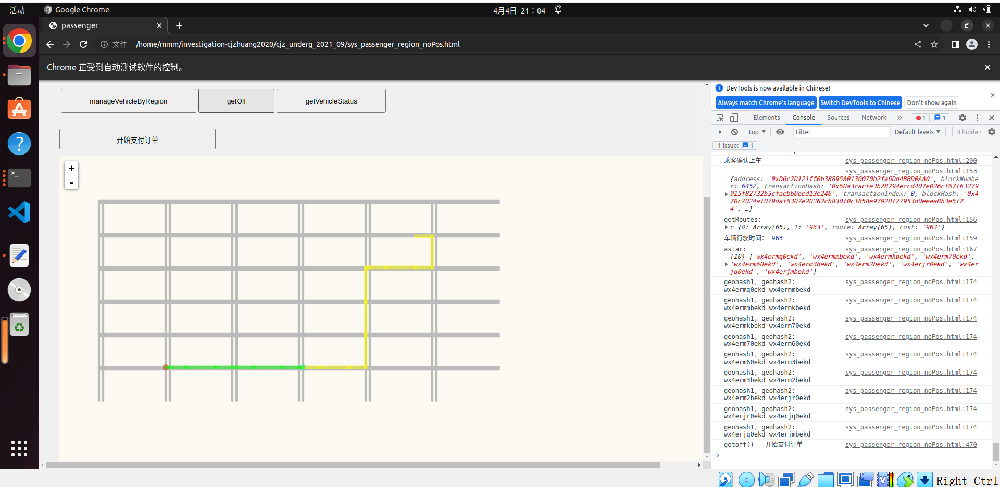 活动
Google Chrome
4月4日 21：04
passenger
文件
/home/mmm/investigation-cjzhuang2020/cjz_underg_2021_09/sys_passenger_region_noPos.html
Chrome 正受到自动测试软件的控制。
manageVehicleByRegion
getOff
getVehicleStatus
开始支付订单
+
-
DevTools is now available in Chinese!
Always match Chrome's language
Switch DevTools to Chinese
Don't show again
Elements
Console
Sources
Network
»
1
1
top
Filter
Default levels
8 hidden
1 Issue:
1
乘客确认上车 sys_passenger_region_noPos.html:200
sys_passenger_region_noPos.html:153
{address: '0xD6c2D121ff0b38895A0130070b2fa6Dd4BBD0AA0', blockNumbe
r: 6452, transactionHash: '0x50a3cacfe3b28794eccd407e026cf67f63279
915f82732b5cfaebb0eed13e246', transactionIndex: 0, blockHash: '0x4
70c7024af079daf6307e20262cb830f0c1658e97928f27953d0eeea8b3e5f2
4', …}
getRoutes: sys_passenger_region_noPos.html:156
c {0: Array(65), 1: '963', route: Array(65), cost: '963'}
车辆行驶时间： 963 sys_passenger_region_noPos.html:159
astar: sys_passenger_region_noPos.html:167
(10) ['wx4ermq0ekd', 'wx4ermmbekd', 'wx4ermkbekd', 'wx4erm70ekd',
'wx4erm60ekd', 'wx4erm3bekd', 'wx4erm2bekd', 'wx4erjr0ekd', 'wx4er
jq0ekd', 'wx4erjmbekd']
geohash1, geohash2: sys_passenger_region_noPos.html:174
wx4ermq0ekd wx4ermmbekd
geohash1, geohash2: sys_passenger_region_noPos.html:174
wx4ermmbekd wx4ermkbekd
geohash1, geohash2: sys_passenger_region_noPos.html:174
wx4ermkbekd wx4erm70ekd
geohash1, geohash2: sys_passenger_region_noPos.html:174
wx4erm70ekd wx4erm60ekd
geohash1, geohash2: sys_passenger_region_noPos.html:174
wx4erm60ekd wx4erm3bekd
geohash1, geohash2: sys_passenger_region_noPos.html:174
wx4erm3bekd wx4erm2bekd
geohash1, geohash2: sys_passenger_region_noPos.html:174
wx4erm2bekd wx4erjr0ekd
geohash1, geohash2: sys_passenger_region_noPos.html:174
wx4erjr0ekd wx4erjq0ekd
geohash1, geohash2: sys_passenger_region_noPos.html:174
wx4erjq0ekd wx4erjmbekd
getoff() - 开始支付订单 sys_passenger_region_noPos.html:470
Right Ctrl